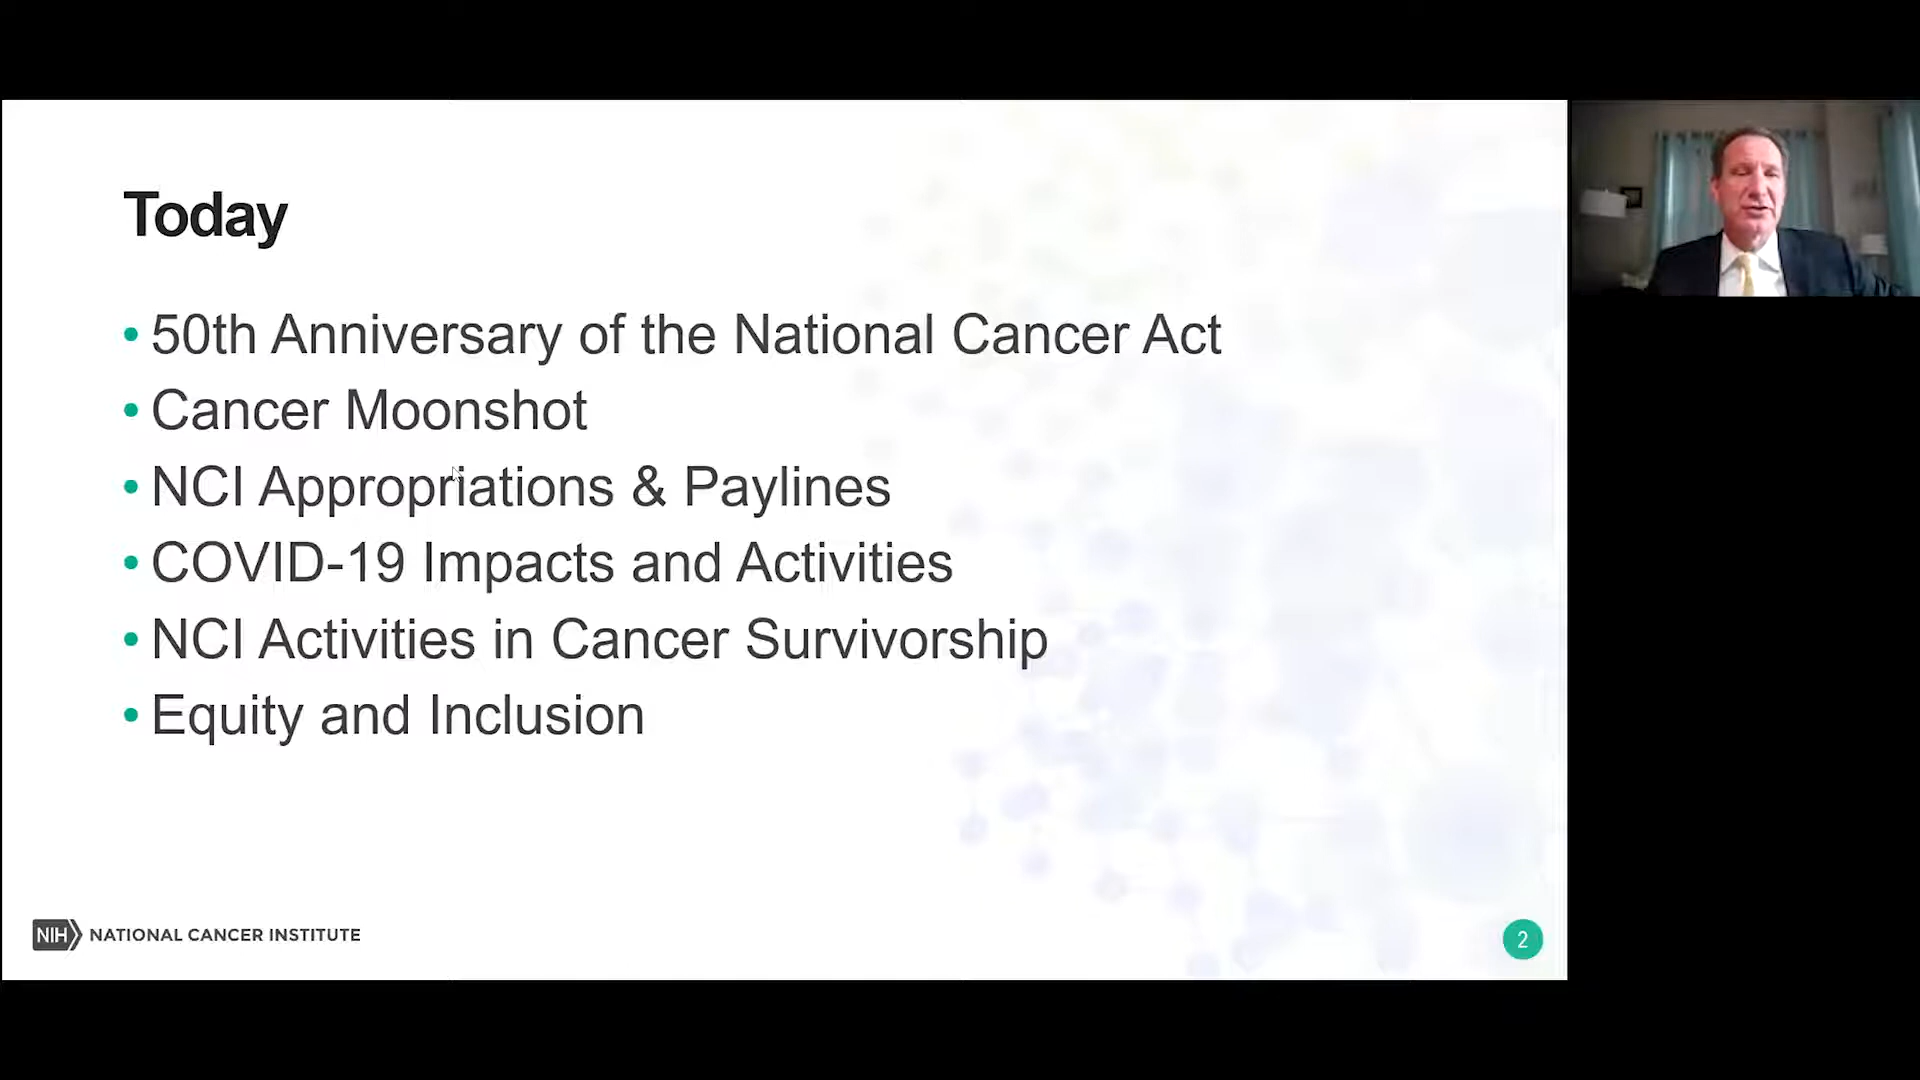 Today
• 50th Anniversary of the National Cancer Act
• Cancer Moonshot
• NCI Appropriations & Paylines
• COVID-19 Impacts and Activities
• NCI Activities in Cancer Survivorship
• Equity and Inclusion
NIH NATIONAL CANCER INSTITUTE
2